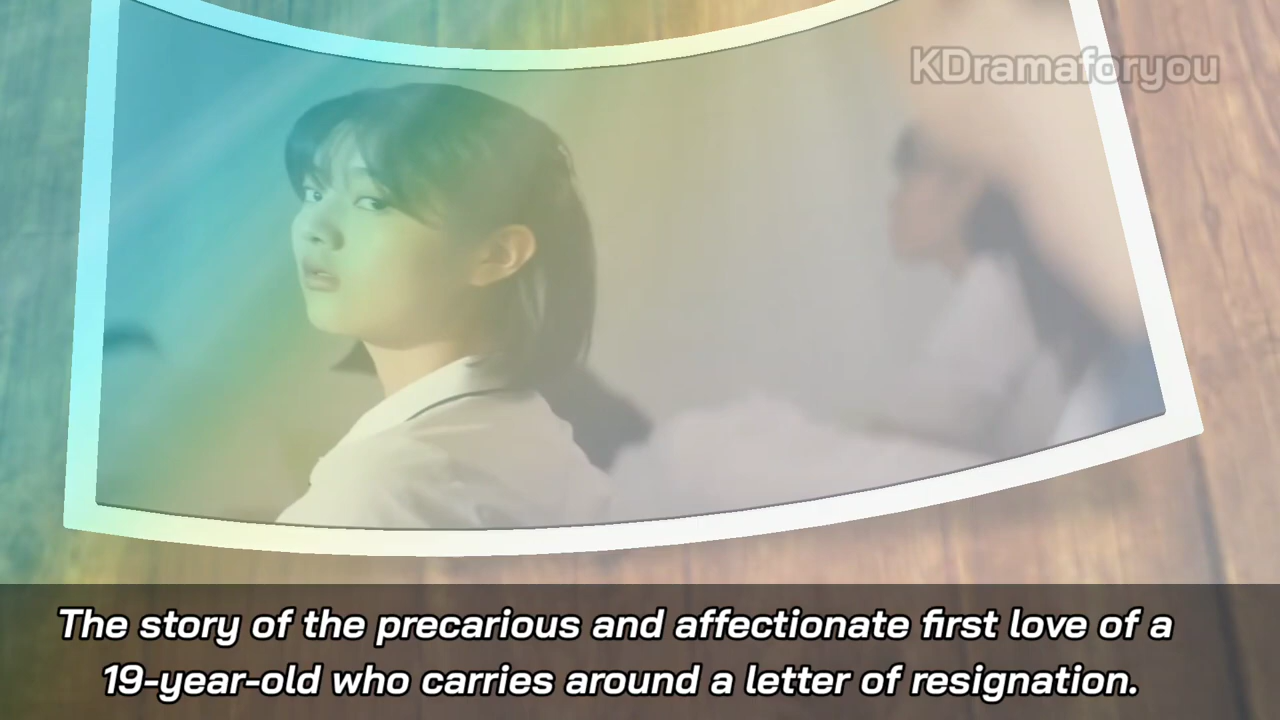 KDramaforyou
The story of the precarious and affectionate first love of a
19-year-old who carries around a letter of resignation.